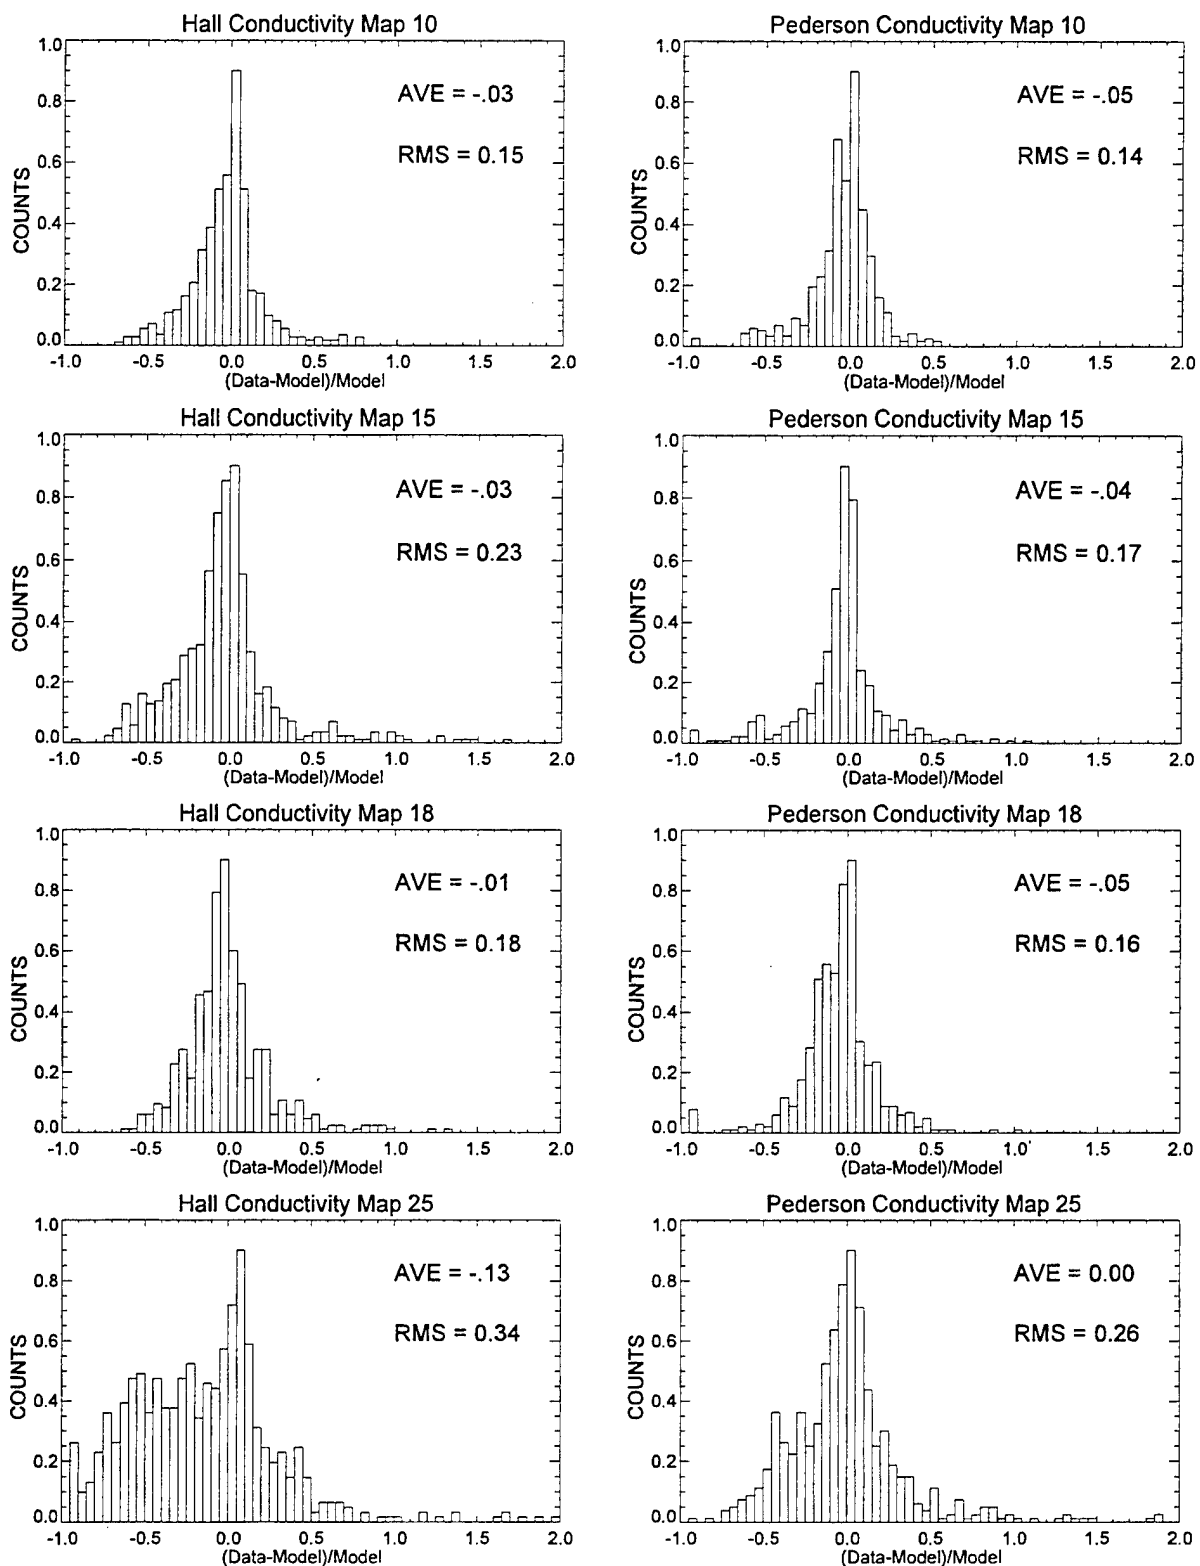 Hall Conductivity Map 10
1.0
0.8
0.6
0.4
0.2
0.0
COUNTS
AVE = -.03
RMS = 0.15
-1.0 -0.5 0.0 0.5 1.0 1.5 2.0
(Data-Model)/Model
Pederson Conductivity Map 10
1.0
0.8
0.6
0.4
0.2
0.0
COUNTS
AVE = -.05
RMS = 0.14
-1.0 -0.5 0.0 0.5 1.0 1.5 2.0
(Data-Model)/Model
Hall Conductivity Map 15
1.0
0.8
0.6
0.4
0.2
0.0
COUNTS
AVE = -.03
RMS = 0.23
-1.0 -0.5 0.0 0.5 1.0 1.5 2.0
(Data-Model)/Model
Pederson Conductivity Map 15
1.0
0.8
0.6
0.4
0.2
0.0
COUNTS
AVE = -.04
RMS = 0.17
-1.0 -0.5 0.0 0.5 1.0 1.5 2.0
(Data-Model)/Model
Hall Conductivity Map 18
1.0
0.8
0.6
0.4
0.2
0.0
COUNTS
AVE = -.01
RMS = 0.18
-1.0 -0.5 0.0 0.5 1.0 1.5 2.0
(Data-Model)/Model
Pederson Conductivity Map 18
1.0
0.8
0.6
0.4
0.2
0.0
COUNTS
AVE = -.05
RMS = 0.16
-1.0 -0.5 0.0 0.5 1.0 1.5 2.0
(Data-Model)/Model
Hall Conductivity Map 25
1.0
0.8
0.6
0.4
0.2
0.0
COUNTS
AVE = -.13
RMS = 0.34
-1.0 -0.5 0.0 0.5 1.0 1.5 2.0
(Data-Model)/Model
Pederson Conductivity Map 25
1.0
0.8
0.6
0.4
0.2
0.0
COUNTS
AVE = 0.00
RMS = 0.26
-1.0 -0.5 0.0 0.5 1.0 1.5 2.0
(Data-Model)/Model